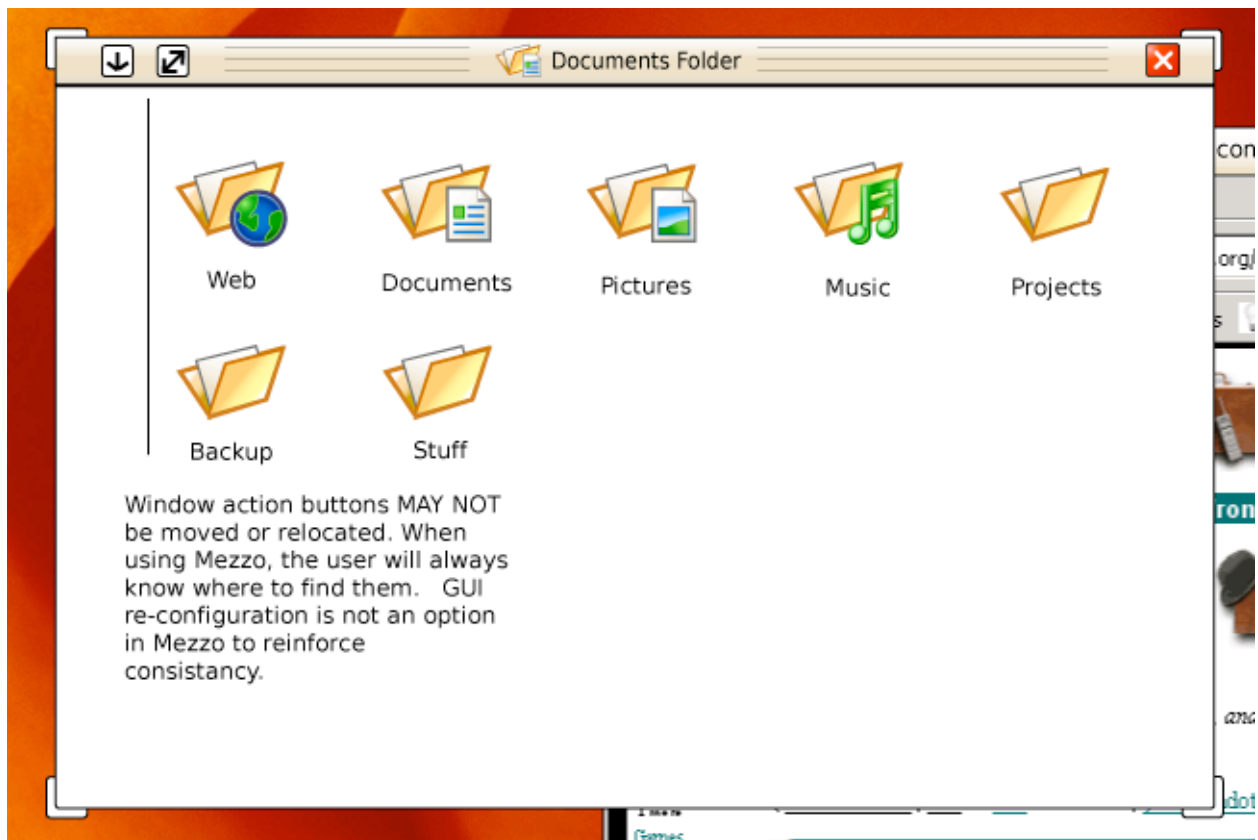 Documents Folder
Web
Documents
Pictures
Music
Projects
Backup
Stuff
Window action buttons MAY NOT
be moved or relocated. When
using Mezzo, the user will always
know where to find them.   GUI
re-configuration is not an option
in Mezzo to reinforce
consistancy.
con
.org/
s
ron
, and
dot
Games